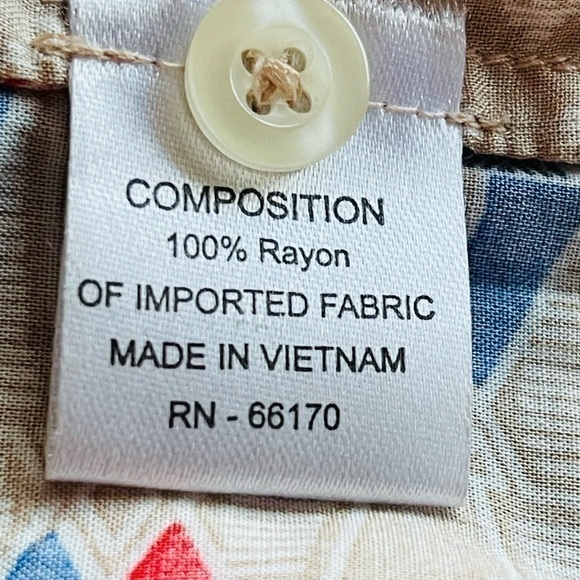 COMPOSITION
100% Rayon
OF IMPORTED FABRIC
MADE IN VIETNAM
RN - 66170